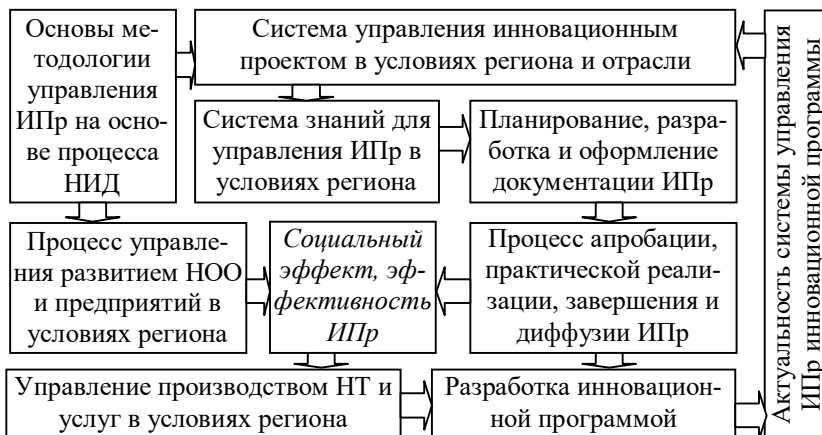 Основы ме-
тодологии
управления
ИПр на осно-
ве процесса
НИД
Система управления инновационным
проектом в условиях региона и отрасли
Система знаний для
управления ИПр в
условиях региона
Планирование, разра-
ботка и оформление
документации ИПр
Процесс управле-
ния развитием НОО
и предприятий в
условиях региона
Социальный
эффект, эф-
фективность
ИПр
Процесс апробации,
практической реали-
зации, завершения и
диффузии ИПр
Управление производством НТ и
услуг в условиях региона
Разработка инновацион-
ной программой
Актуальность системы управления
ИПр инновационной программы